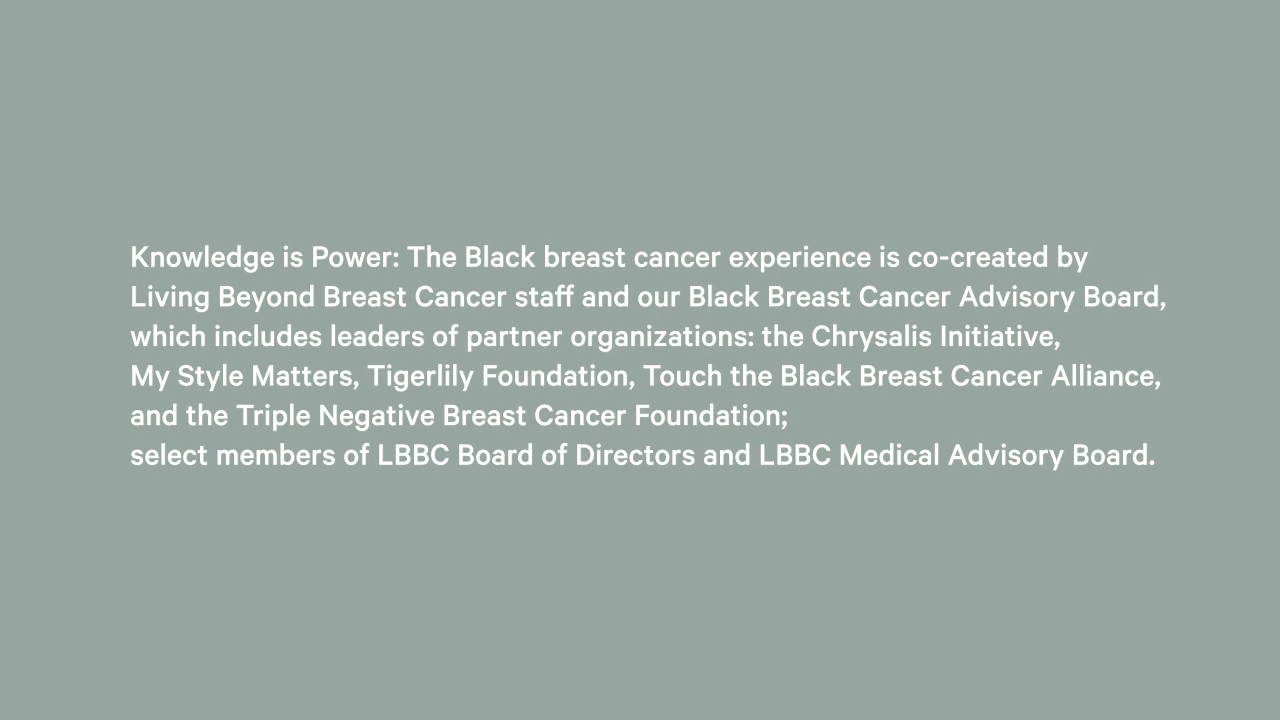 Knowledge is Power: The Black breast cancer experience is co-created by
Living Beyond Breast Cancer staff and our Black Breast Cancer Advisory Board,
which includes leaders of partner organizations: the Chrysalis Initiative,
My Style Matters, Tigerlily Foundation, Touch the Black Breast Cancer Alliance,
and the Triple Negative Breast Cancer Foundation;
select members of LBBC Board of Directors and LBBC Medical Advisory Board.